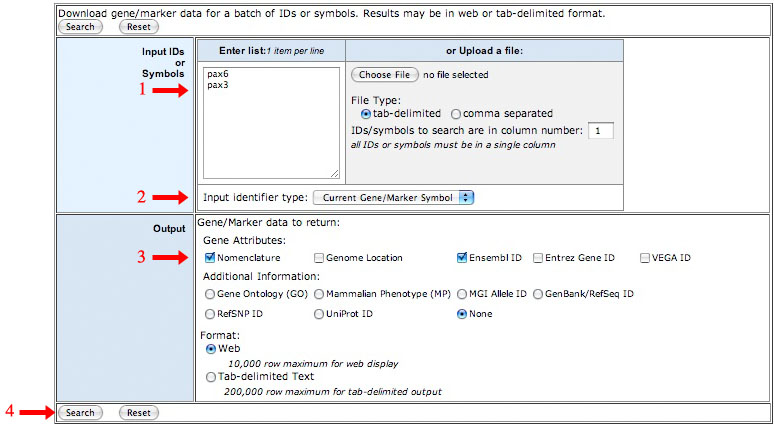 Download gene/marker data for a batch of IDs or symbols. Results may be in web or tab-delimited format.
Search Reset
Input IDs
or
Symbols
1
Enter list:1 item per line
or Upload a file:
pax6
pax3
Choose File no file selected
File Type:
tab-delimited comma separated
IDs/symbols to search are in column number: 1
all IDs or symbols must be in a single column
2
Input identifier type: Current Gene/Marker Symbol
Output
Gene/Marker data to return:
Gene Attributes:
3
Nomenclature Genome Location Ensembl ID Entrez Gene ID VEGA ID
Additional Information:
Gene Ontology (GO) Mammalian Phenotype (MP) MGI Allele ID GenBank/RefSeq ID
RefSNP ID UniProt ID None
Format:
Web
10,000 row maximum for web display
Tab-delimited Text
200,000 row maximum for tab-delimited output
4
Search Reset